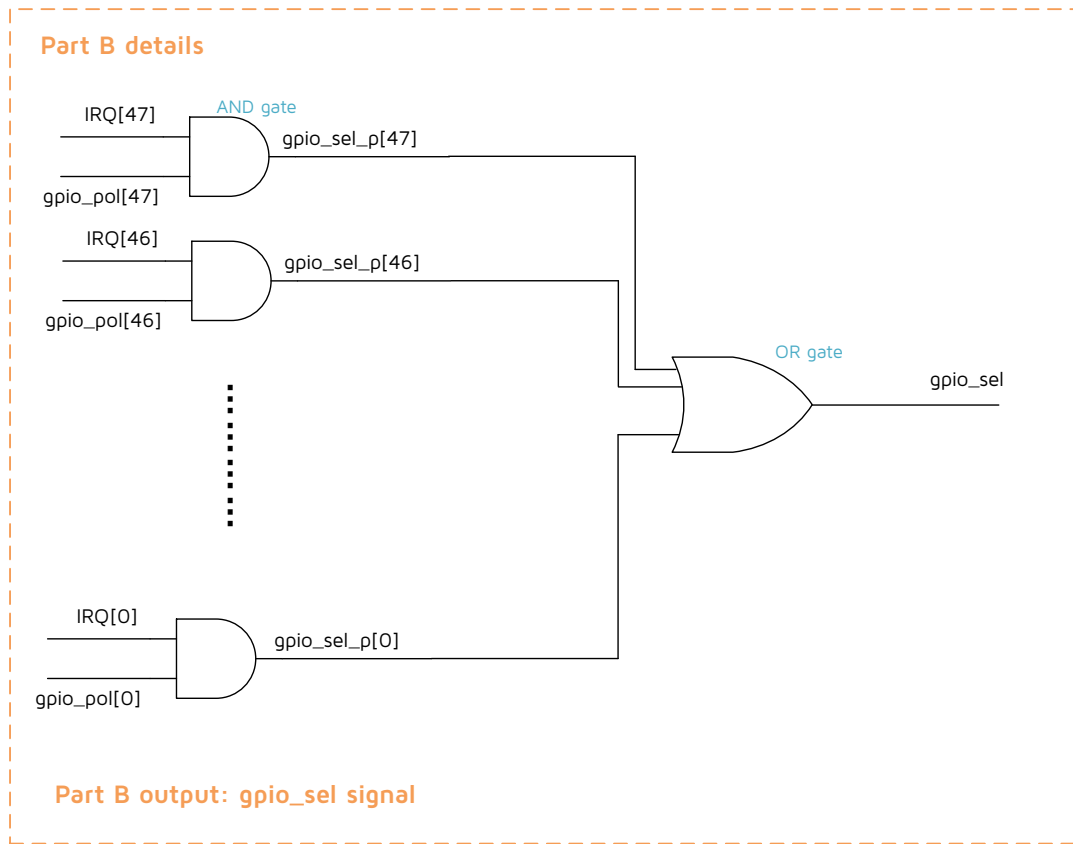 Part B details
IRQ[47]
AND gate
gpio_sel_p[47]
gpio_pol[47]
IRQ[46]
gpio_sel_p[46]
gpio_pol[46]
OR gate
gpio_sel
IRQ[0]
gpio_sel_p[0]
gpio_pol[0]
Part B output: gpio_sel signal